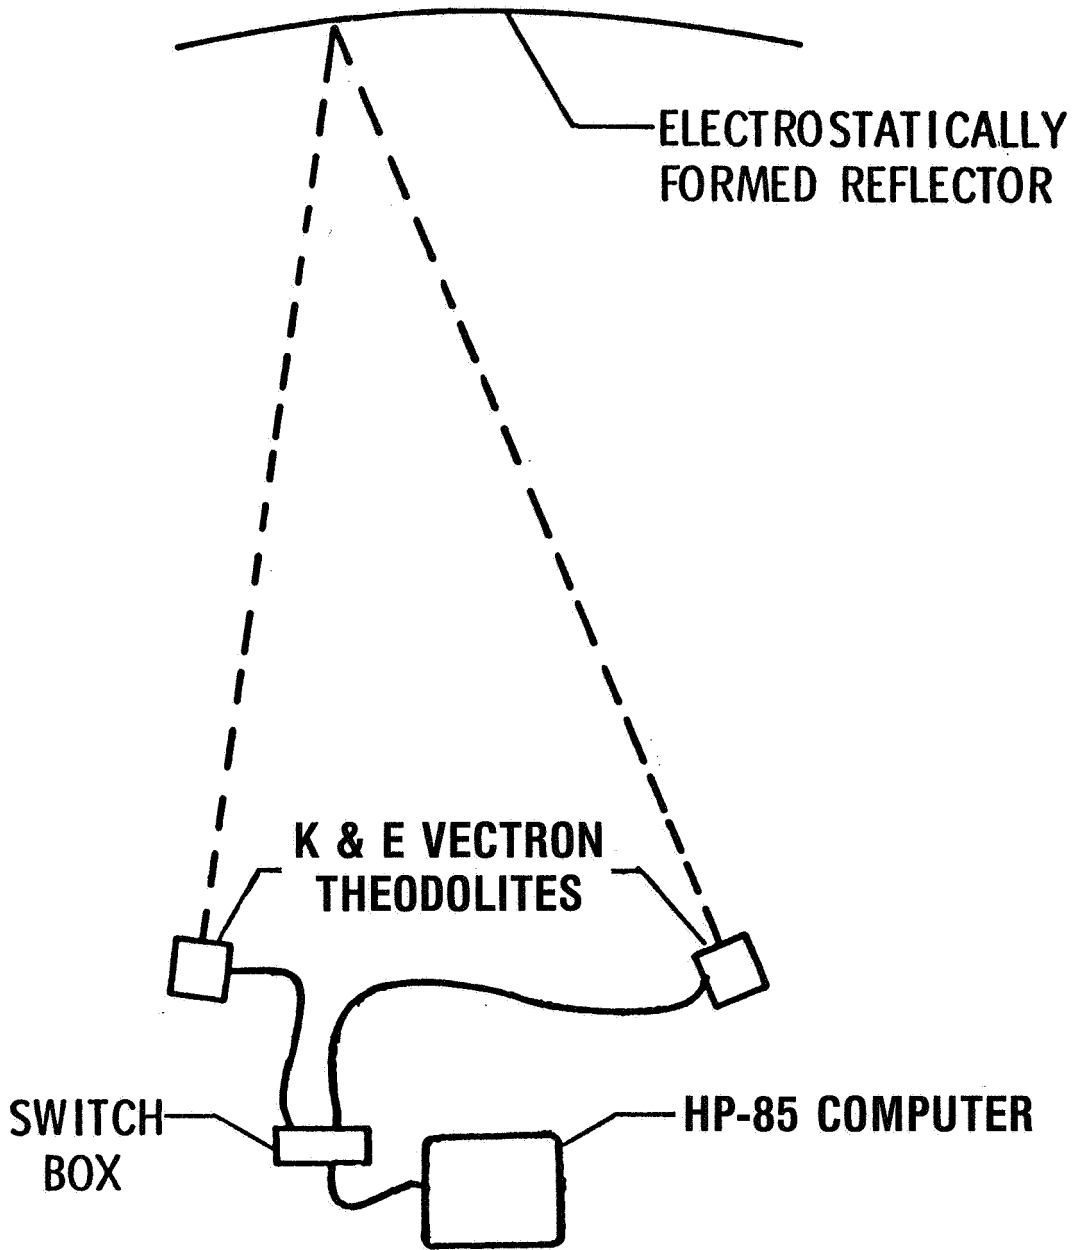 ELECTROSTATICALLY
FORMED REFLECTOR
K & E VECTRON
THEODOLITES
SWITCH
BOX
HP-85 COMPUTER